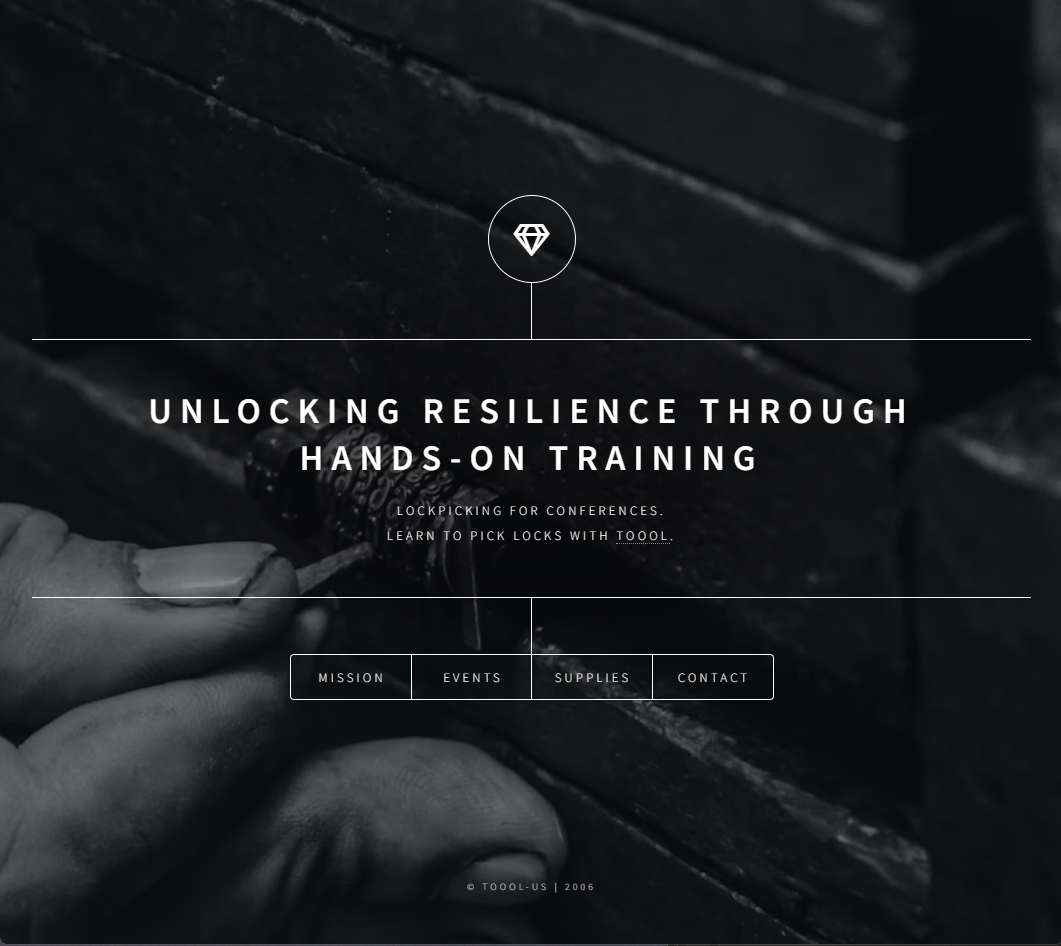 UNLOCKING RESILIENCE THROUGH
HANDS-ON TRAINING
LOCKPICKING FOR CONFERENCES.
LEARN TO PICK LOCKS WITH TOOOL.
MISSION EVENTS SUPPLIES CONTACT
© TOOOL-US | 2006